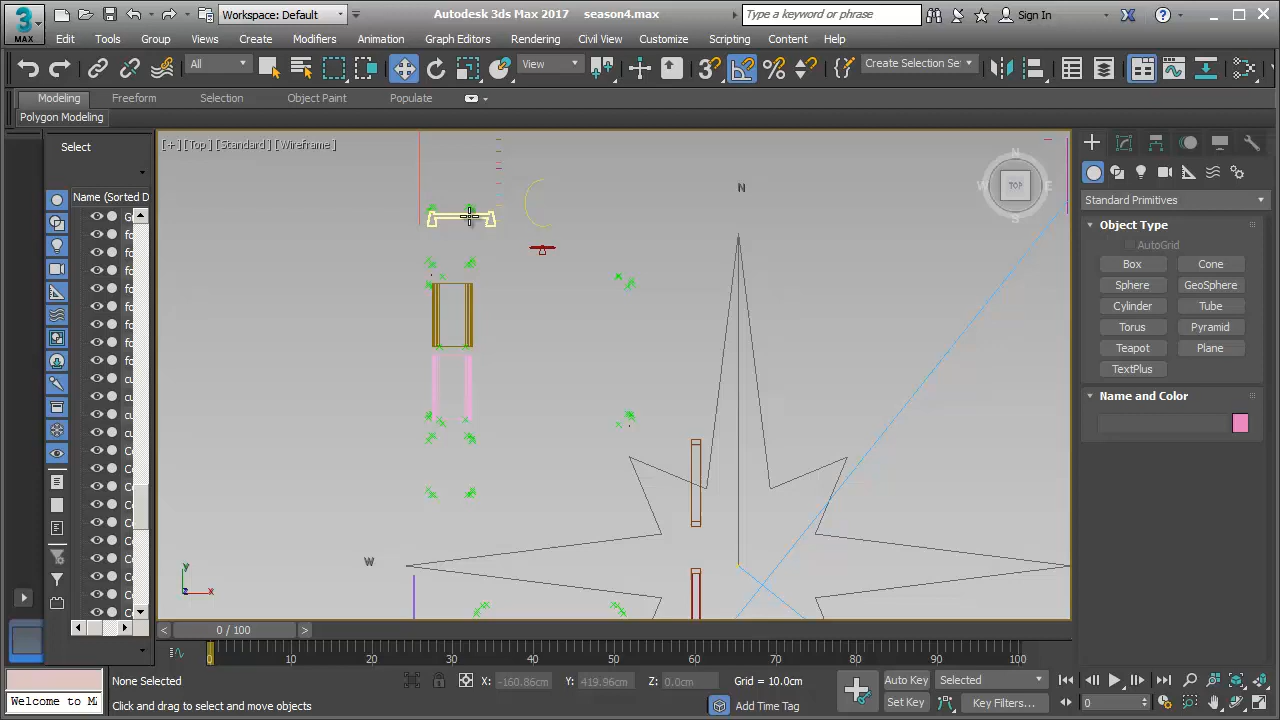 Workspace: Default
Autodesk 3ds Max 2017 season4.max
Type a keyword or phrase
Sign In
MAX
Edit Tools Group Views Create Modifiers Animation Graph Editors Rendering Civil View Customize Scripting Content Help
All
View
Create Selection Se
Modeling Freeform Selection Object Paint Populate
Polygon Modeling
Select
[ + ] [ Top ] [ Standard ] [ Wireframe ]
N
W E
TOP
S
N
W
Name (Sorted D
Standard Primitives
Object Type
AutoGrid
Box Cone
Sphere GeoSphere
Cylinder Tube
Torus Pyramid
Teapot Plane
TextPlus
Name and Color
y
x
0 / 100
0 10 20 30 40 50 60 70 80 90 100
None Selected
X: -160.86cm Y: 419.96cm Z: 0.0cm Grid = 10.0cm
Auto Key Selected
Welcome to M
Click and drag to select and move objects
Add Time Tag
Set Key Key Filters...
0